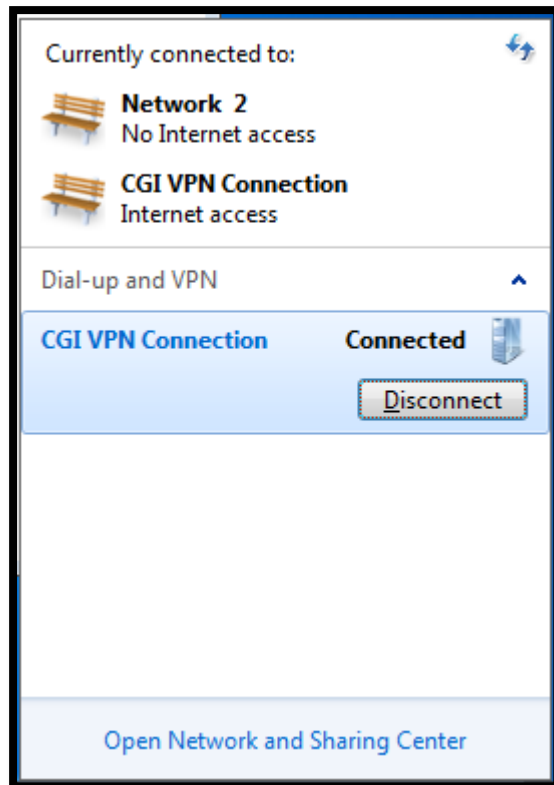 Currently connected to:
Network 2
No Internet access
CGI VPN Connection
Internet access
Dial-up and VPN
CGI VPN Connection Connected
Disconnect
Open Network and Sharing Center